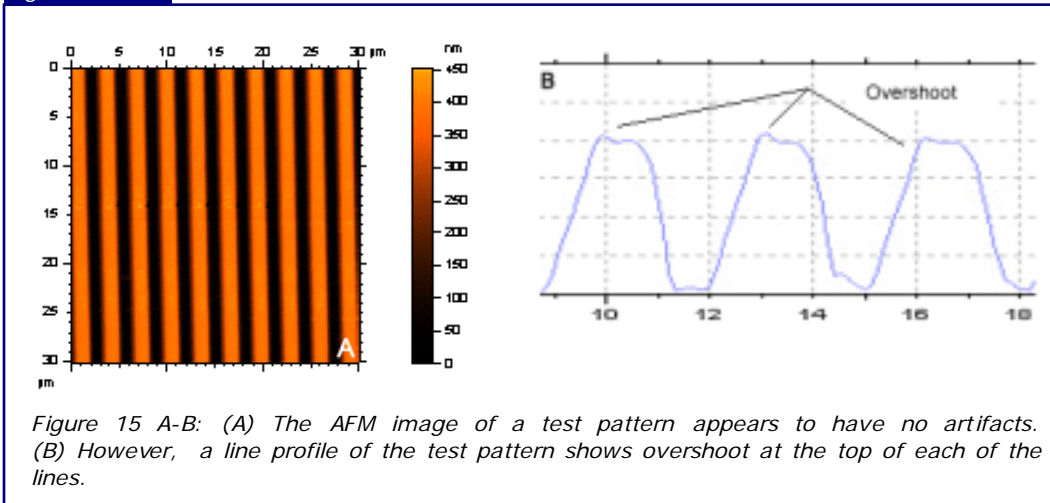 0 5 10 15 20 25 30 µm
nm
0
5
10
15
20
25
30
µm
450
400
350
300
250
200
150
100
50
0
A
B
Overshoot
10 12 14 16 18
Figure 15 A-B: (A) The AFM image of a test pattern appears to have no artifacts.
(B) However, a line profile of the test pattern shows overshoot at the top of each of the
lines.